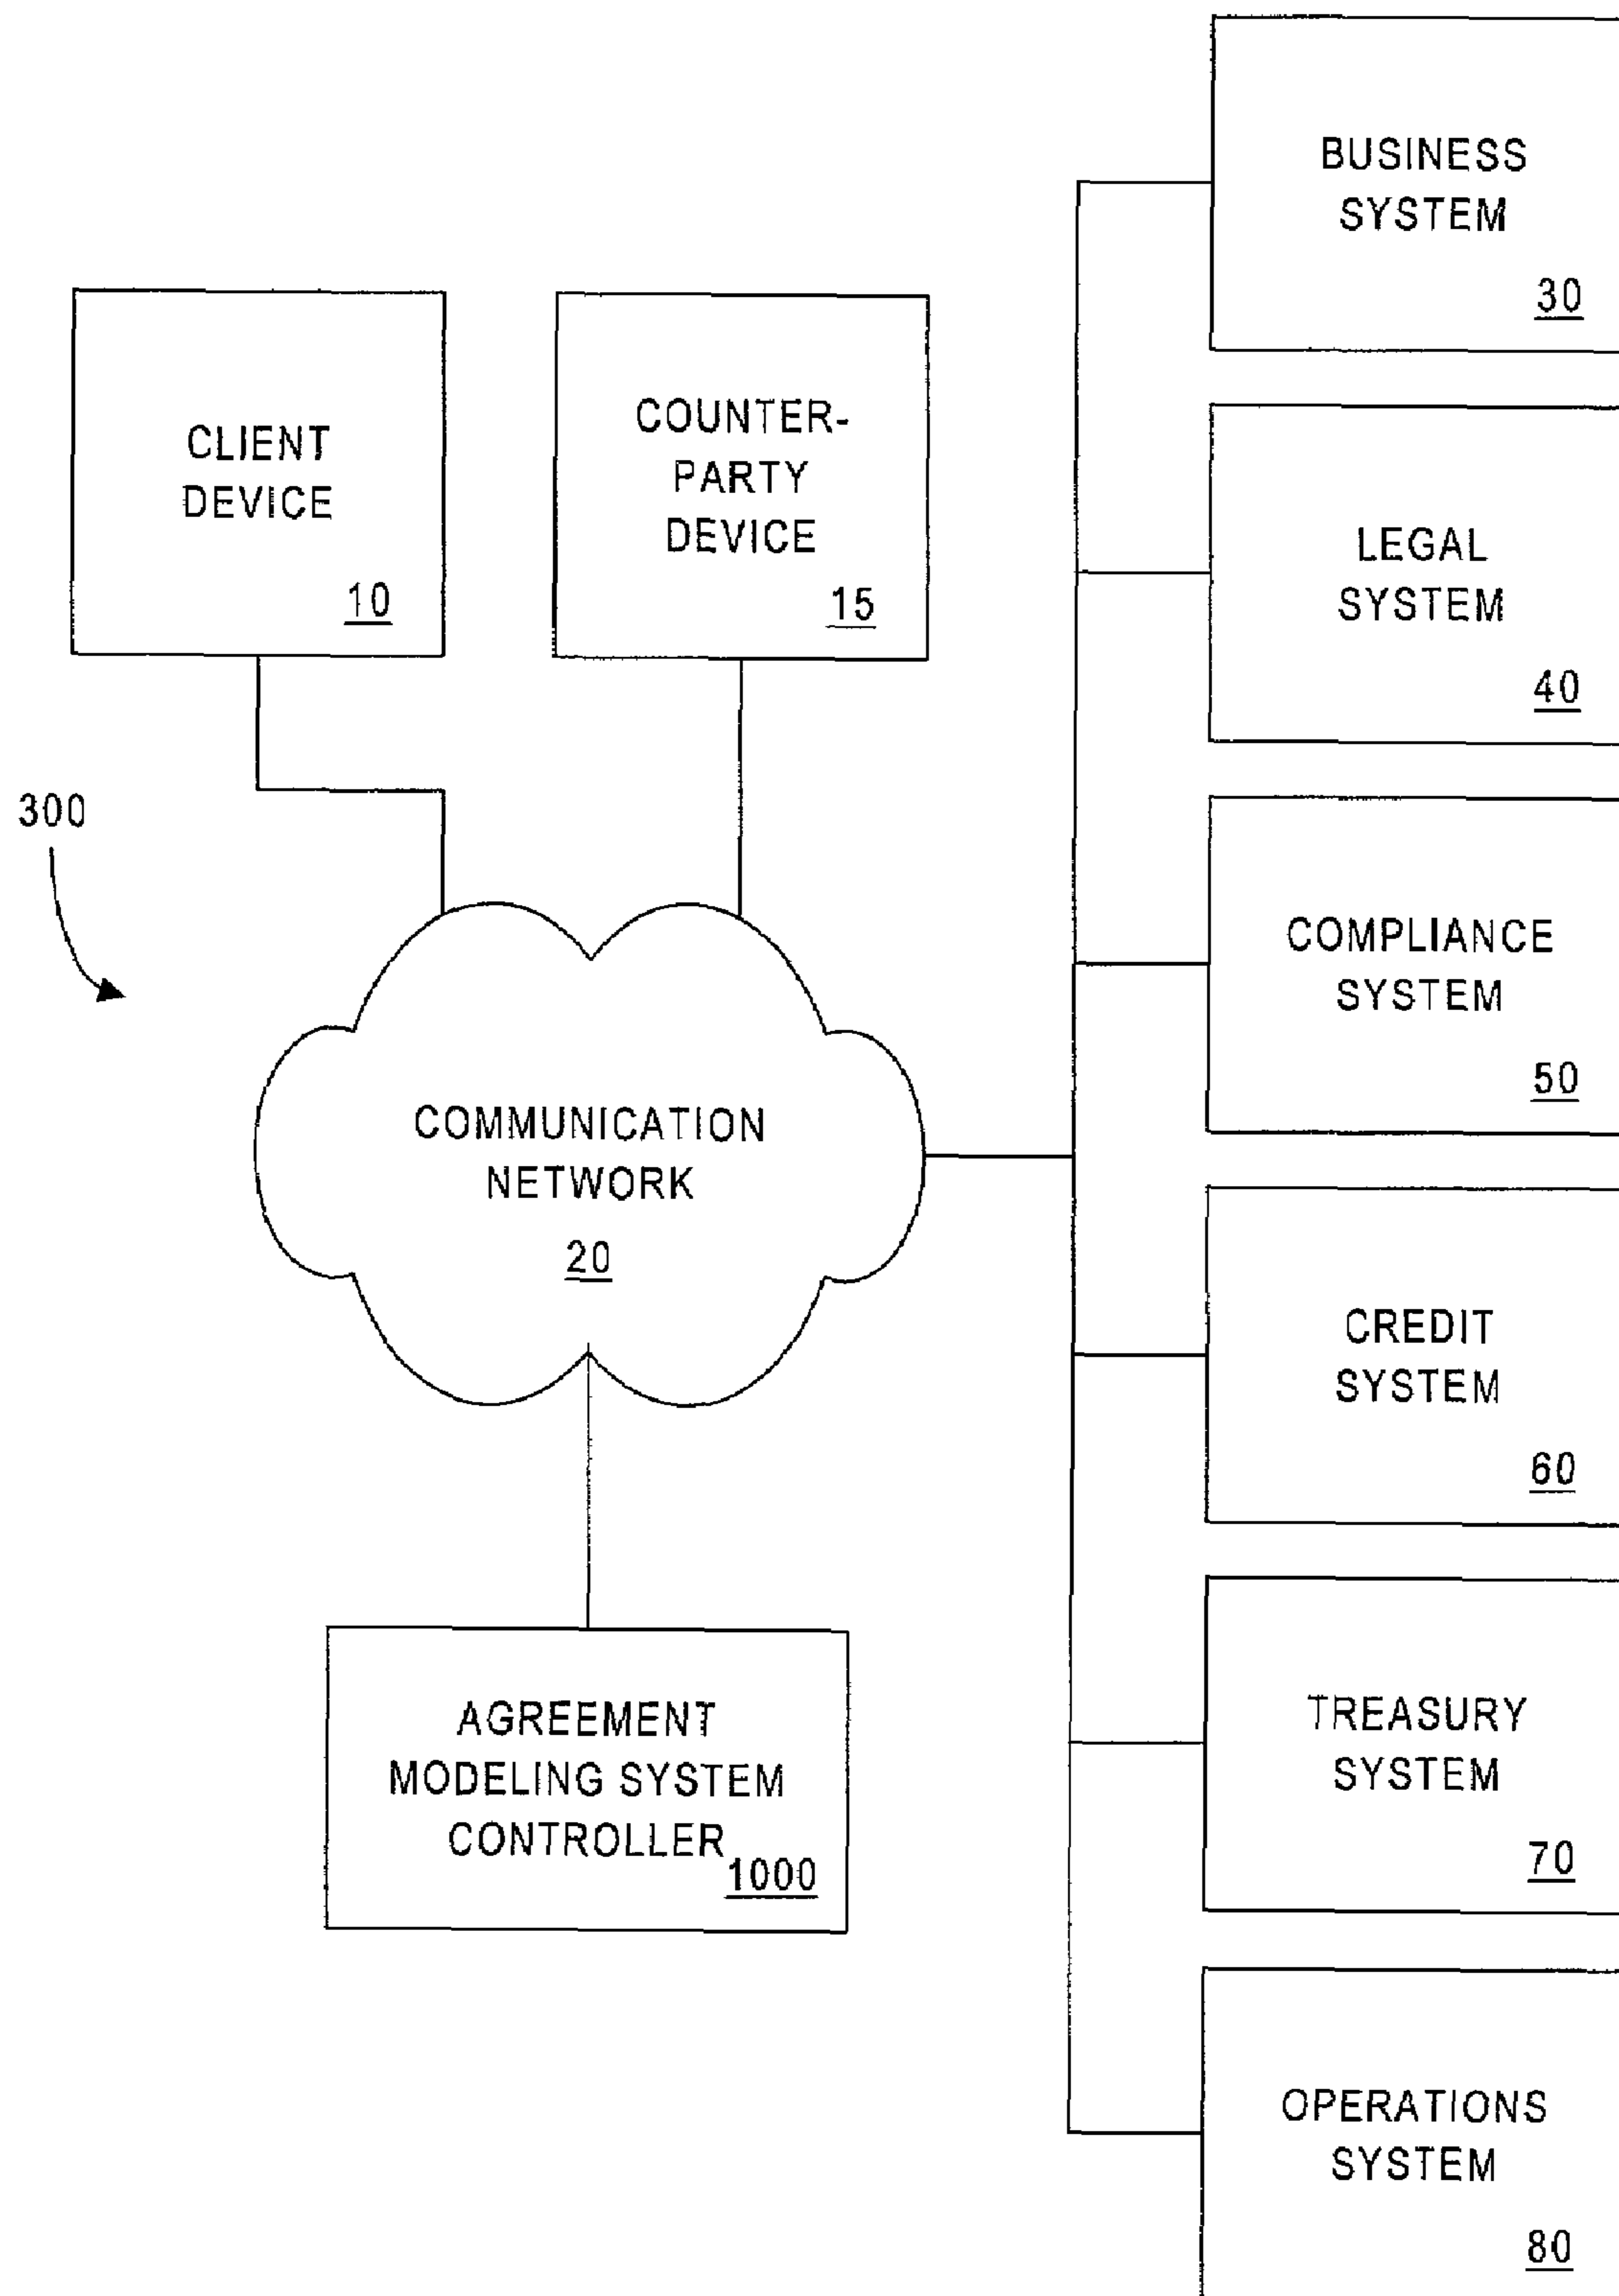 BUSINESS
SYSTEM
30
CLIENT
DEVICE
10
COUNTER-
PARTY
DEVICE
15
LEGAL
SYSTEM
40
300
COMPLIANCE
SYSTEM
50
COMMUNICATION
NETWORK
20
CREDIT
SYSTEM
60
AGREEMENT
MODELING SYSTEM
CONTROLLER
1000
TREASURY
SYSTEM
70
OPERATIONS
SYSTEM
80